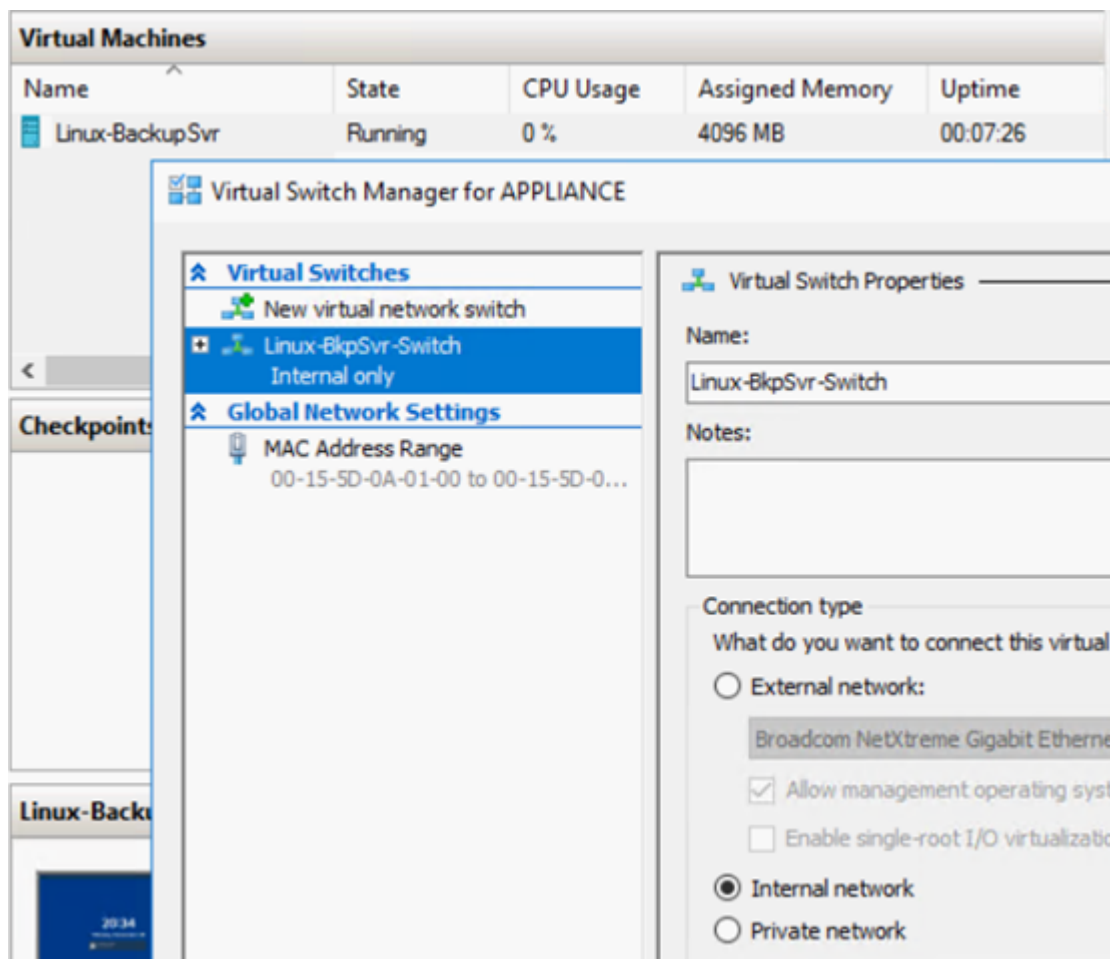 Virtual Machines
Name State CPU Usage Assigned Memory Uptime
Linux-BackupSvr Running 0 % 4096 MB 00:07:26
Virtual Switch Manager for APPLIANCE
Virtual Switches
New virtual network switch
Linux-BkpSvr-Switch
Internal only
Global Network Settings
MAC Address Range
00-15-5D-0A-01-00 to 00-15-5D-0...
Virtual Switch Properties
Name:
Linux-BkpSvr-Switch
Notes:
Connection type
What do you want to connect this virtual
External network:
Broadcom NetXtreme Gigabit Etherne
Allow management operating syst
Enable single-root I/O virtualizatio
Internal network
Private network
Checkpoints
Linux-Backu
20:34